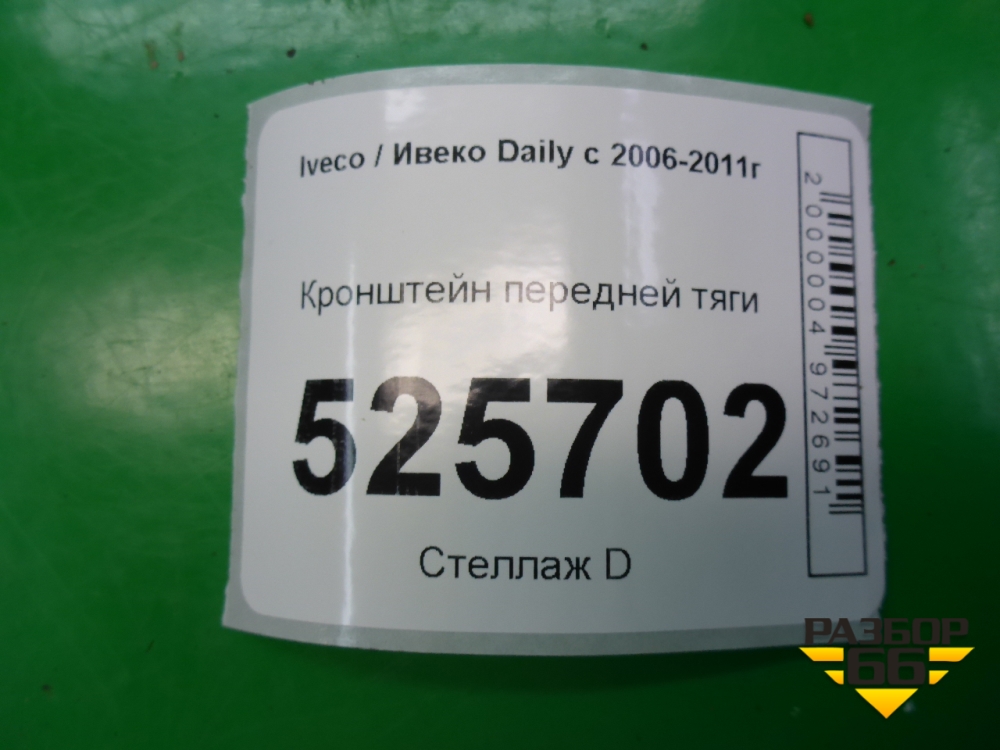 Iveco / Ивеко Daily с 2006-2011г
Кронштейн передней тяги
525702
Стеллаж D
2000004972691
РАЗБОР
66